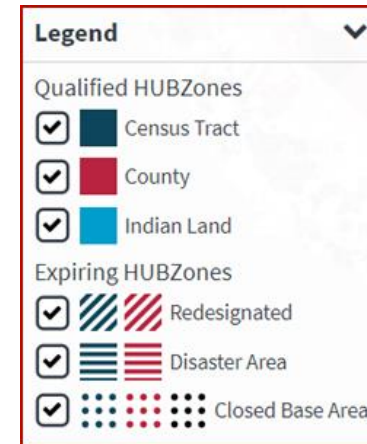 Legend
Qualified HUBZones
Census Tract
County
Indian Land
Expiring HUBZones
Redesignated
Disaster Area
Closed Base Area